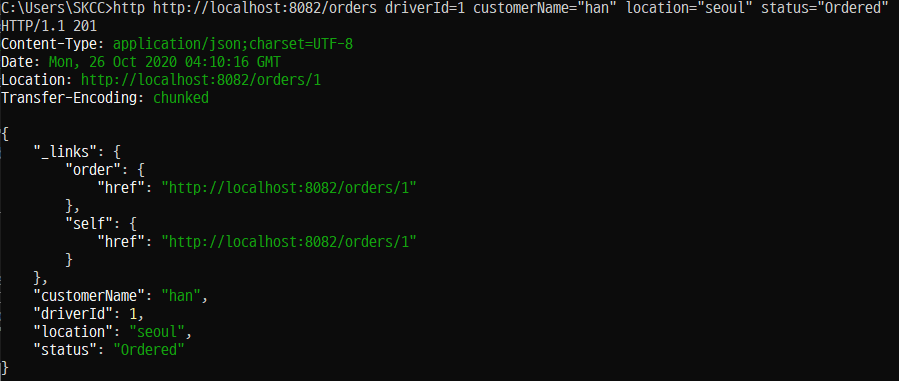 C:\Users\SKCC>http http://localhost:8082/orders driverId=1 customerName="han" location="seoul" status="Ordered"
HTTP/1.1 201
Content-Type: application/json;charset=UTF-8
Date: Mon, 26 Oct 2020 04:10:16 GMT
Location: http://localhost:8082/orders/1
Transfer-Encoding: chunked

{
    "_links": {
        "order": {
            "href": "http://localhost:8082/orders/1"
        },
        "self": {
            "href": "http://localhost:8082/orders/1"
        }
    },
    "customerName": "han",
    "driverId": 1,
    "location": "seoul",
    "status": "Ordered"
}